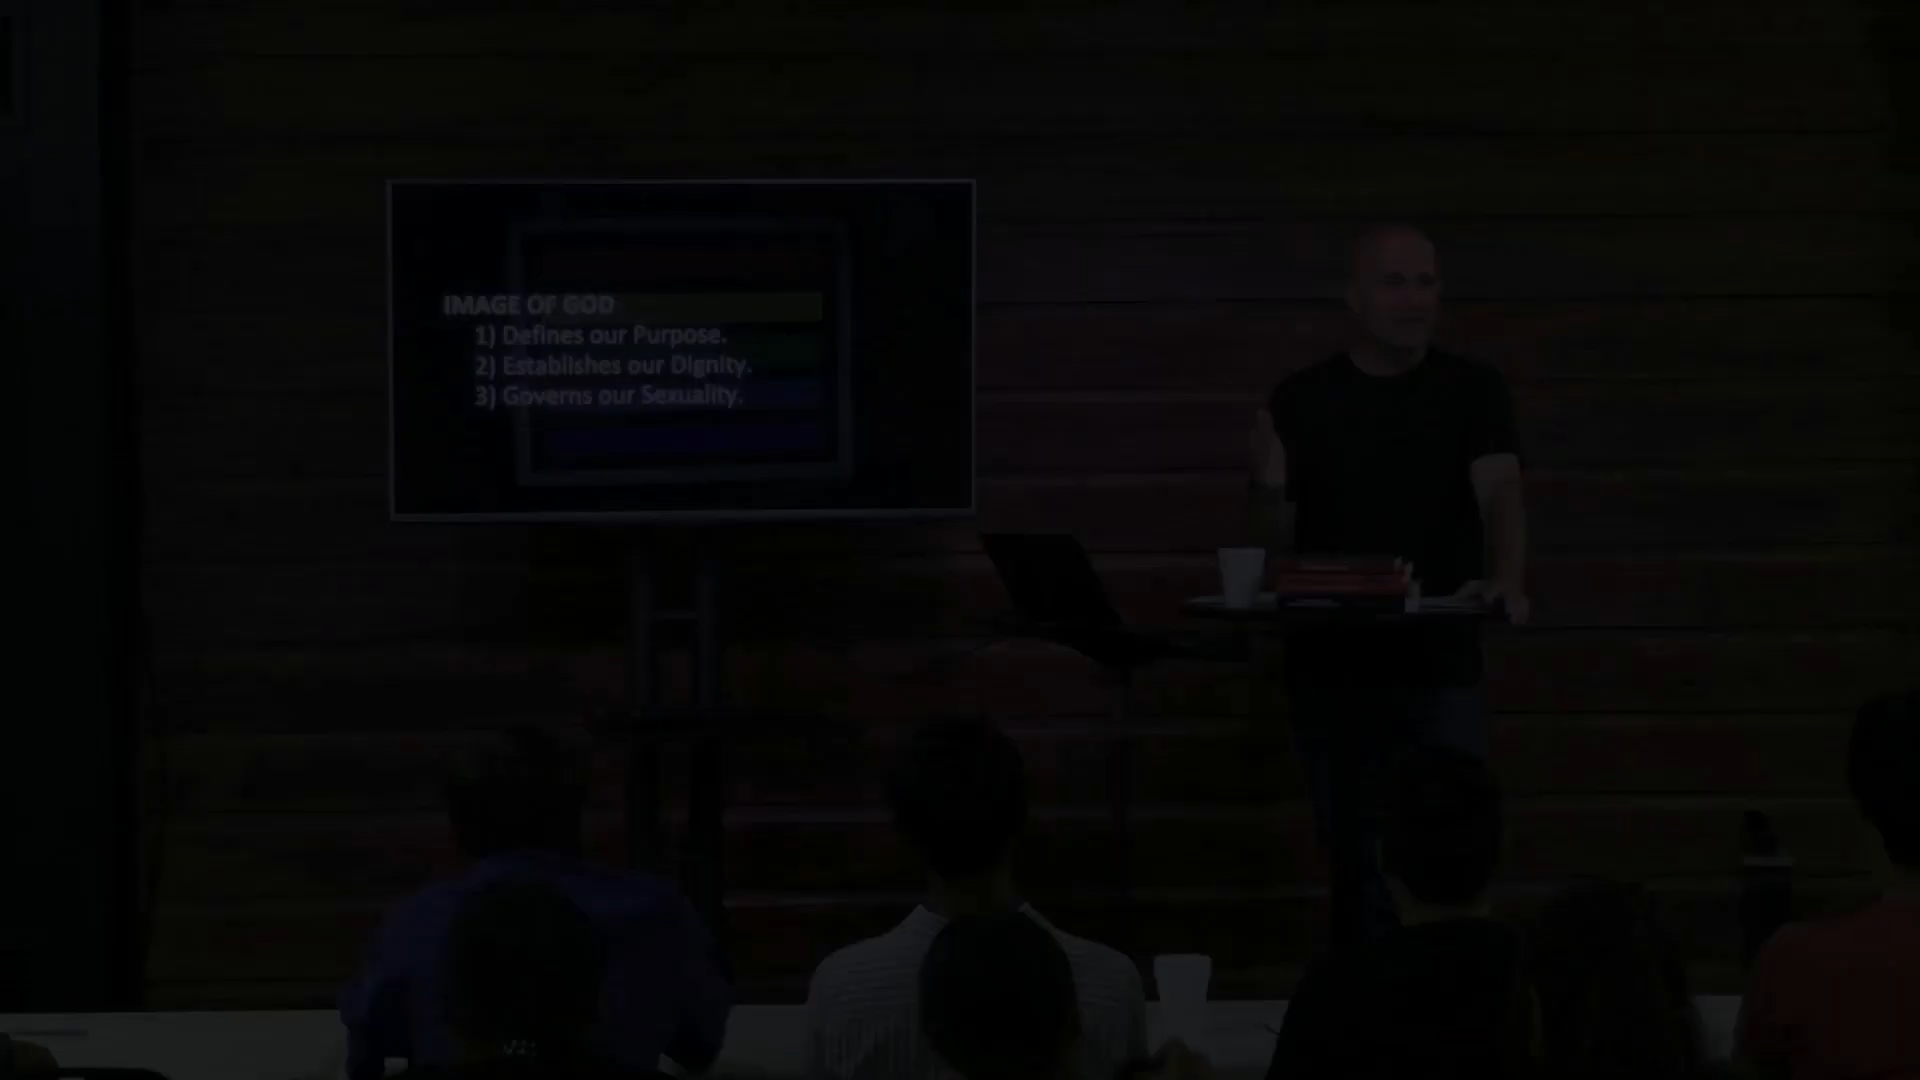 IMAGE OF GOD
1) Defines our Purpose.
2) Establishes our Dignity.
3) Governs our Sexuality.